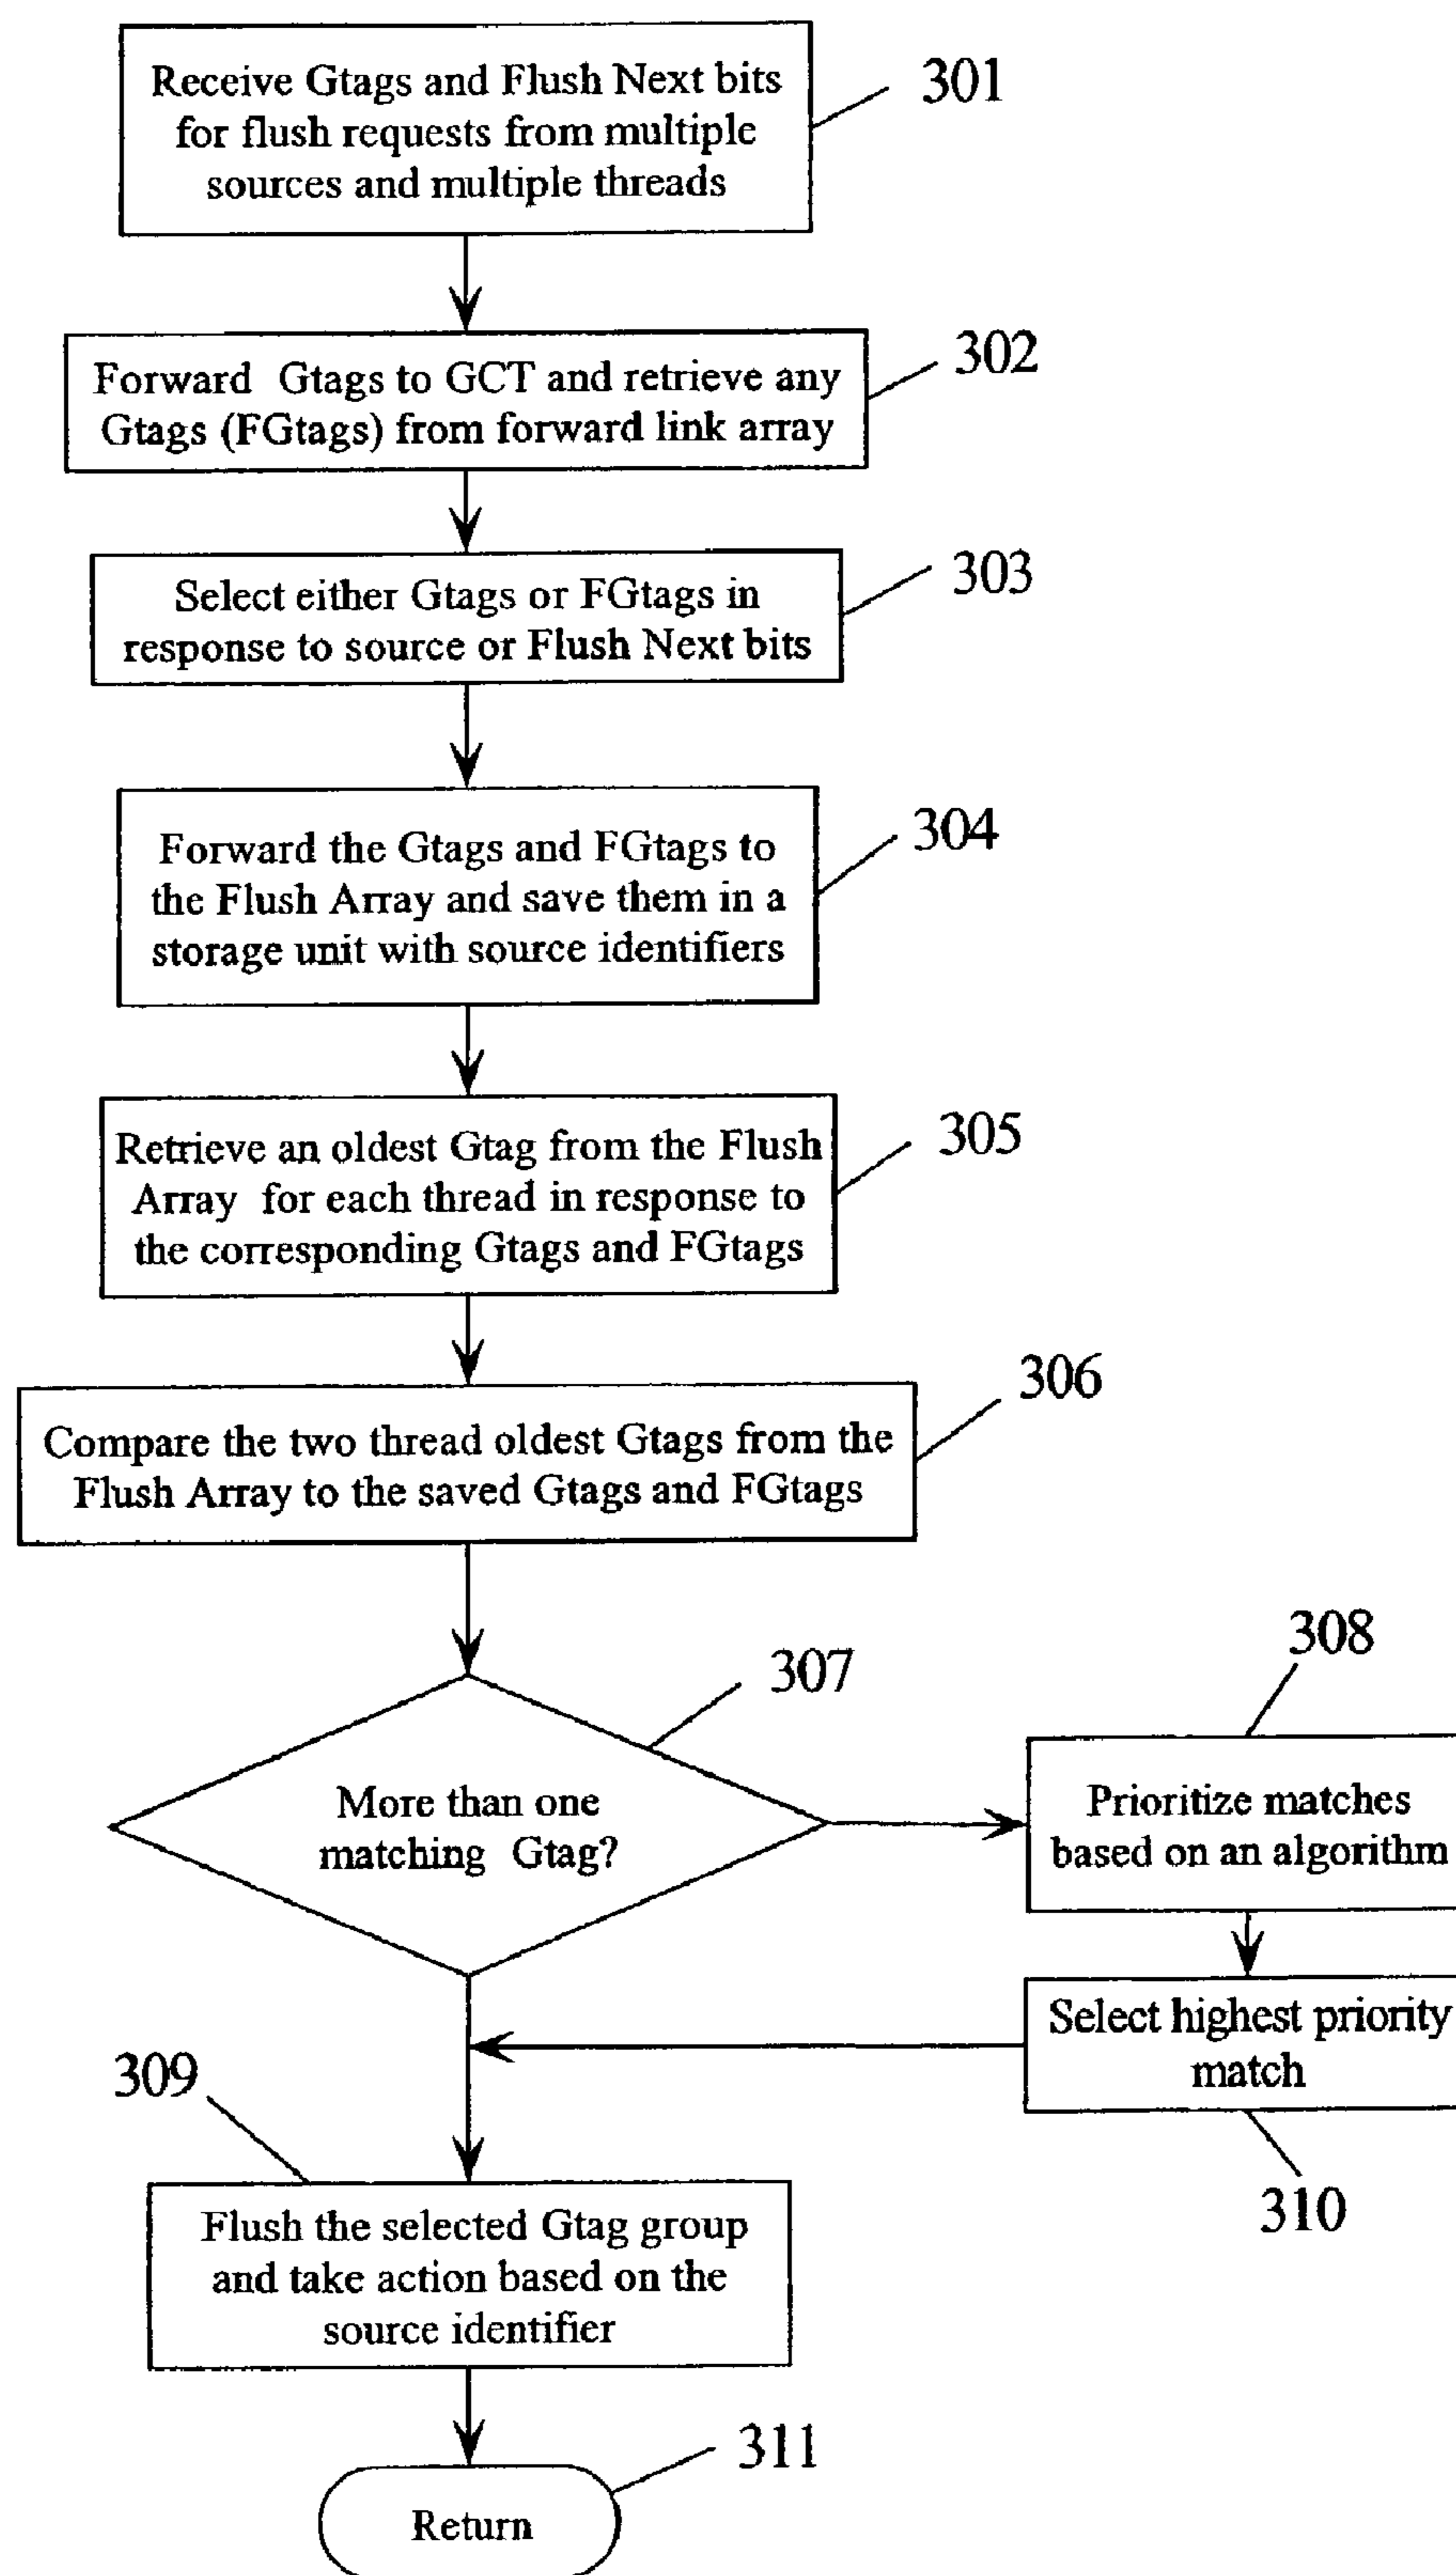 Receive Gtags and Flush Next bits
for flush requests from multiple
sources and multiple threads
301
Forward Gtags to GCT and retrieve any
Gtags (FGtags) from forward link array
302
Select either Gtags or FGtags in
response to source or Flush Next bits
303
Forward the Gtags and FGtags to
the Flush Array and save them in a
storage unit with source identifiers
304
Retrieve an oldest Gtag from the Flush
Array for each thread in response to
the corresponding Gtags and FGtags
305
Compare the two thread oldest Gtags from the
Flush Array to the saved Gtags and FGtags
306
More than one
matching Gtag?
307
308
Prioritize matches
based on an algorithm
Select highest priority
match
310
309
Flush the selected Gtag group
and take action based on the
source identifier
311
Return